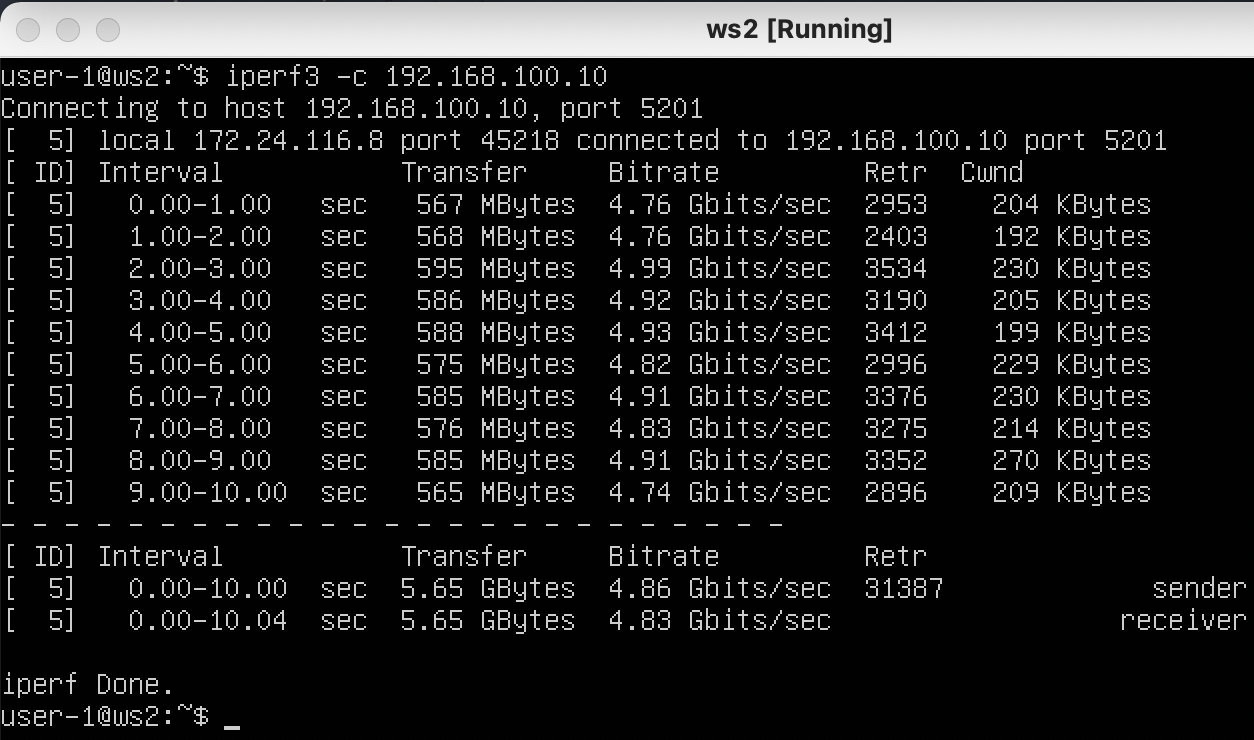 ws2 [Running]
user-1@ws2:~$ iperf3 -c 192.168.100.10
Connecting to host 192.168.100.10, port 5201
[  5] local 172.24.116.8 port 45218 connected to 192.168.100.10 port 5201
[ ID] Interval           Transfer     Bitrate         Retr  Cwnd
[  5]   0.00-1.00   sec   567 MBytes  4.76 Gbits/sec  2953    204 KBytes
[  5]   1.00-2.00   sec   568 MBytes  4.76 Gbits/sec  2403    192 KBytes
[  5]   2.00-3.00   sec   595 MBytes  4.99 Gbits/sec  3534    230 KBytes
[  5]   3.00-4.00   sec   586 MBytes  4.92 Gbits/sec  3190    205 KBytes
[  5]   4.00-5.00   sec   588 MBytes  4.93 Gbits/sec  3412    199 KBytes
[  5]   5.00-6.00   sec   575 MBytes  4.82 Gbits/sec  2996    229 KBytes
[  5]   6.00-7.00   sec   585 MBytes  4.91 Gbits/sec  3376    230 KBytes
[  5]   7.00-8.00   sec   576 MBytes  4.83 Gbits/sec  3275    214 KBytes
[  5]   8.00-9.00   sec   585 MBytes  4.91 Gbits/sec  3352    270 KBytes
[  5]   9.00-10.00  sec   565 MBytes  4.74 Gbits/sec  2896    209 KBytes
- - - - - - - - - - - - - - - - - - - - - - - - -
[ ID] Interval           Transfer     Bitrate         Retr
[  5]   0.00-10.00  sec  5.65 GBytes  4.86 Gbits/sec  31387             sender
[  5]   0.00-10.04  sec  5.65 GBytes  4.83 Gbits/sec                  receiver
iperf Done.
user-1@ws2:~$ _